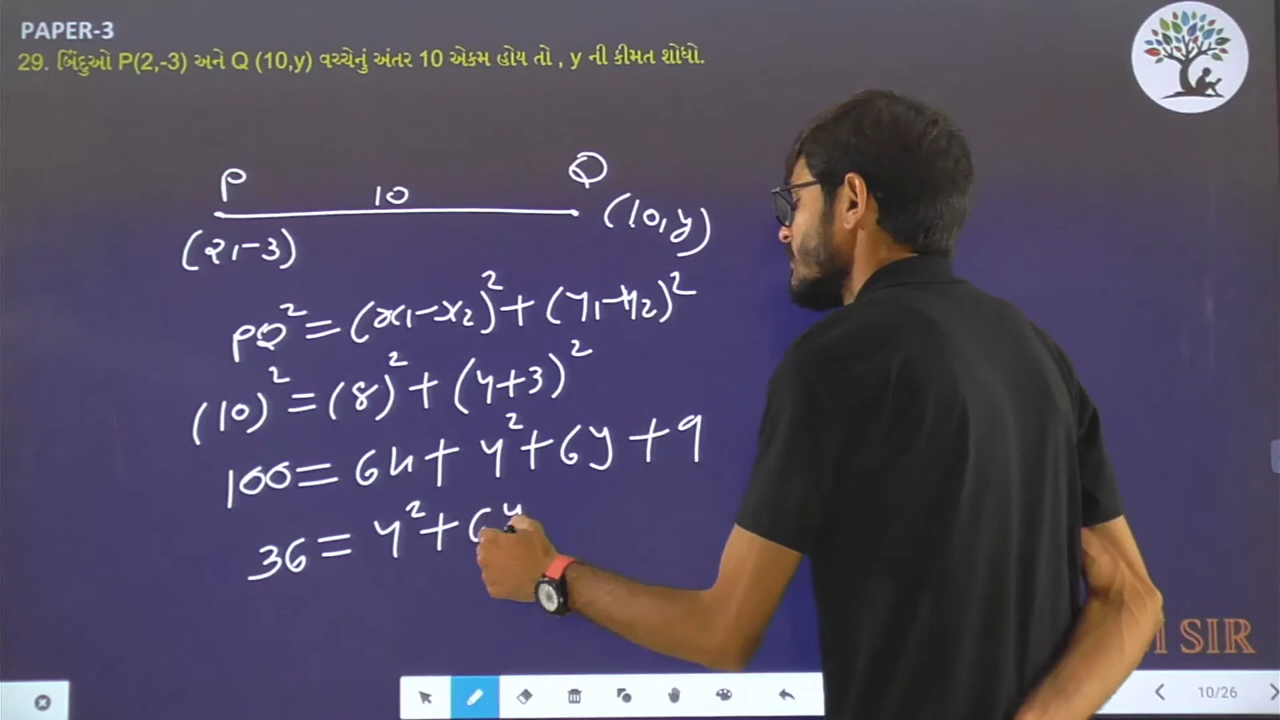 PAPER-3
29. બિંદુઓ P(2,-3) અને Q (10,y) વચ્ચેનું અંતર 10 એકમ હોય તો , y ની કીમત શોધો.
P 10 Q
(2,-3) (10,y)
PQ² = (x₁-x₂)² + (y₁-y₂)²
(10)² = (8)² + (y+3)²
100 = 64 + y² + 6y + 9
36 = y² + 6y
SIR
10/26